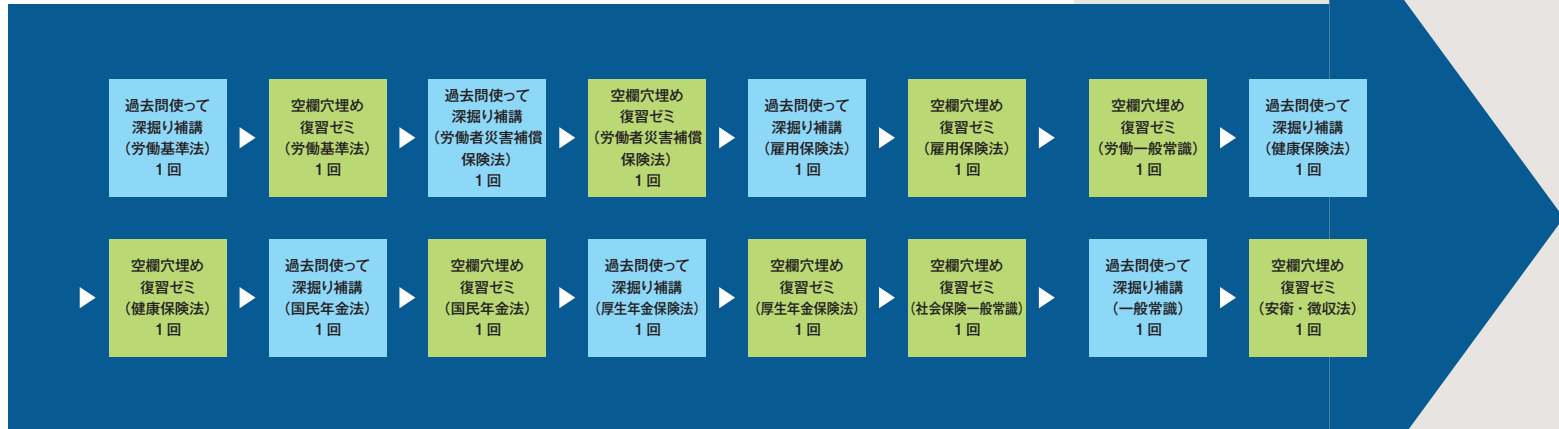 過去問使って
深掘り補講
（労働基準法）
1回
空欄穴埋め
復習ゼミ
（労働基準法）
1回
過去問使って
深掘り補講
（労働者災害補償
保険法）
1回
空欄穴埋め
復習ゼミ
（労働者災害補償
保険法）
1回
過去問使って
深掘り補講
（雇用保険法）
1回
空欄穴埋め
復習ゼミ
（雇用保険法）
1回
空欄穴埋め
復習ゼミ
（労働一般常識）
1回
過去問使って
深掘り補講
（健康保険法）
1回
空欄穴埋め
復習ゼミ
（健康保険法）
1回
過去問使って
深掘り補講
（国民年金法）
1回
空欄穴埋め
復習ゼミ
（国民年金法）
1回
過去問使って
深掘り補講
（厚生年金保険法）
1回
空欄穴埋め
復習ゼミ
（厚生年金保険法）
1回
空欄穴埋め
復習ゼミ
（社会保険一般常識）
1回
過去問使って
深掘り補講
（一般常識）
1回
空欄穴埋め
復習ゼミ
（安衛・徴収法）
1回